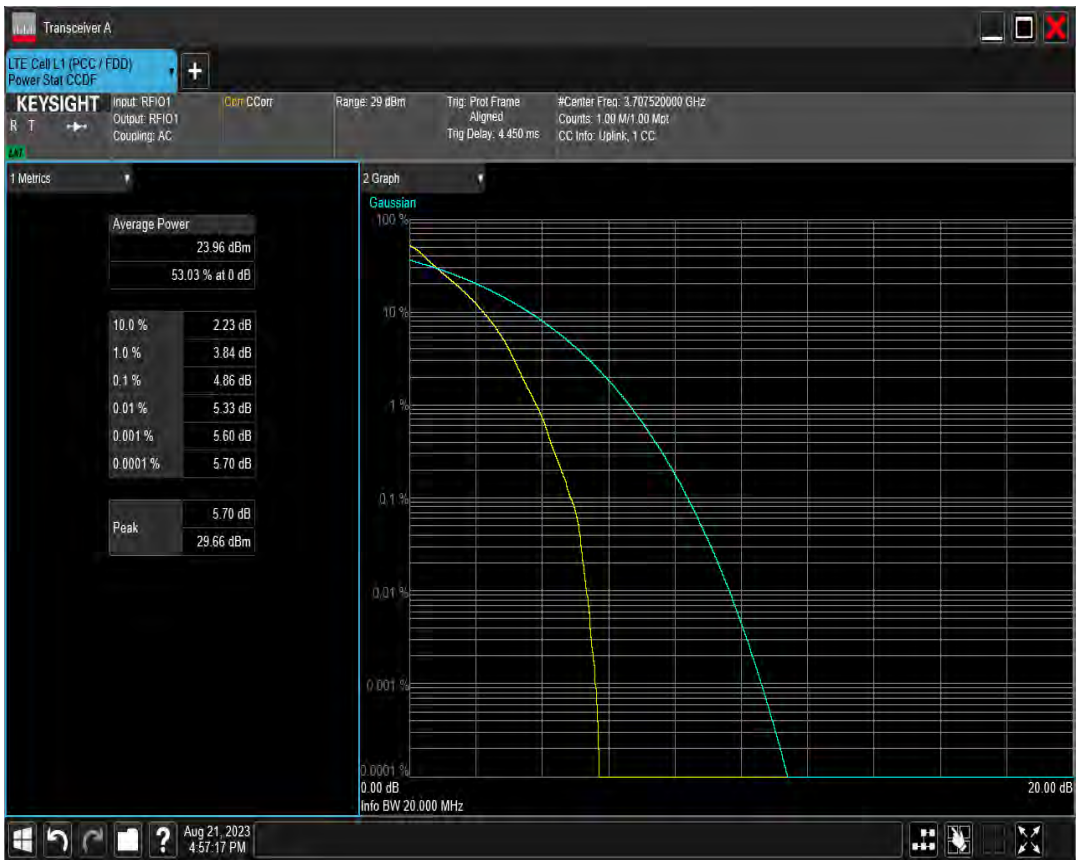 Transceiver A
LTE Call L1 (PCC / FDD)
Power Stat CCDF
KEYSIGHT
R T
LXI
Input: RFIO1
Output: RFIO1
Coupling: AC
Corr CCorr
Range: 29 dBm
Trig: Prot Frame
Aligned
Trig Delay: 4.450 ms
#Center Freq: 3.707520000 GHz
Counts: 1.00 M/1.00 Mpt
CC Info: Uplink, 1 CC
1 Metrics
Average Power
23.96 dBm
53.03 % at 0 dB
10.0 % 2.23 dB
1.0 % 3.84 dB
0.1 % 4.86 dB
0.01 % 5.33 dB
0.001 % 5.60 dB
0.0001 % 5.70 dB
Peak 5.70 dB
29.66 dBm
2 Graph
Gaussian
100 %
10 %
1 %
0.1 %
0.01 %
0.001 %
0.0001 %
0.00 dB 20.00 dB
Info BW 20.000 MHz
? Aug 21, 2023
4:57:17 PM